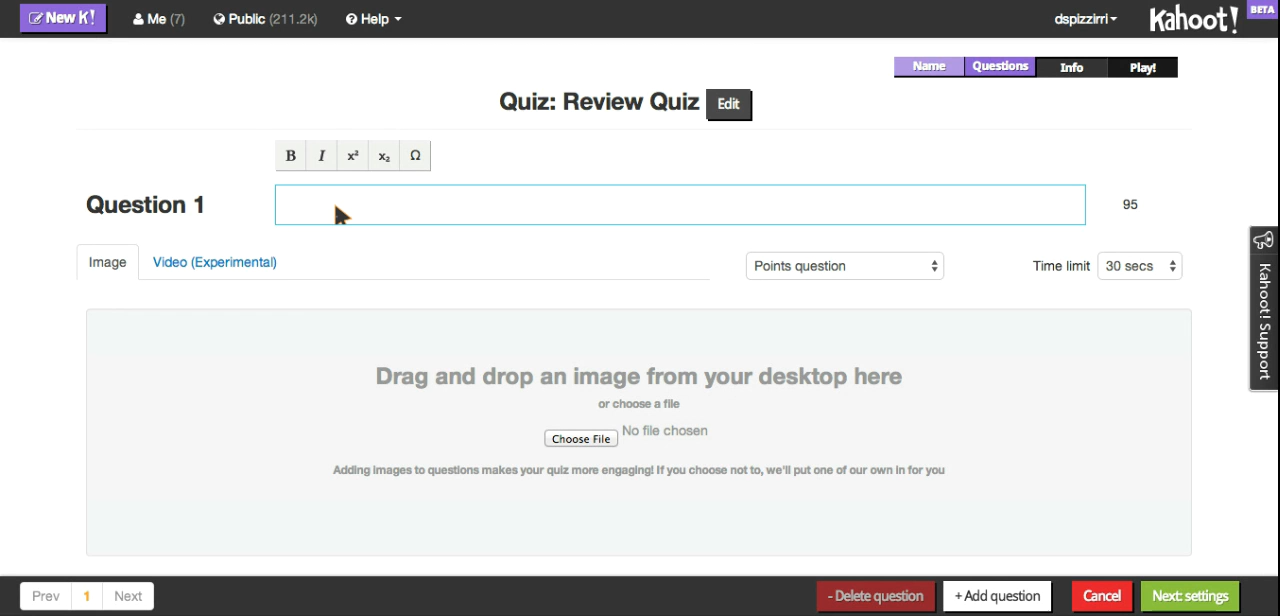 New K! Me (7) Public (211.2k) Help dspizzirri Kahoot! BETA
Name Questions Info Play!
Quiz: Review Quiz Edit
B I x² x₂ Ω
Question 1 95
Image Video (Experimental) Points question Time limit 30 secs
Kahoot! Support
Drag and drop an image from your desktop here
or choose a file
Choose File No file chosen
Adding images to questions makes your quiz more engaging! If you choose not to, we'll put one of our own in for you
Prev 1 Next - Delete question + Add question Cancel Next: settings